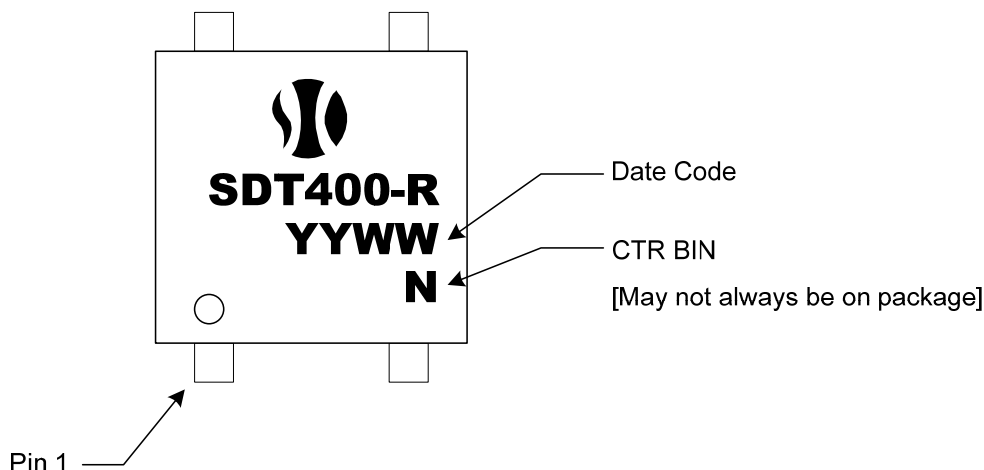 SDT400-R
YYWW
N
Date Code
CTR BIN
[May not always be on package]
Pin 1